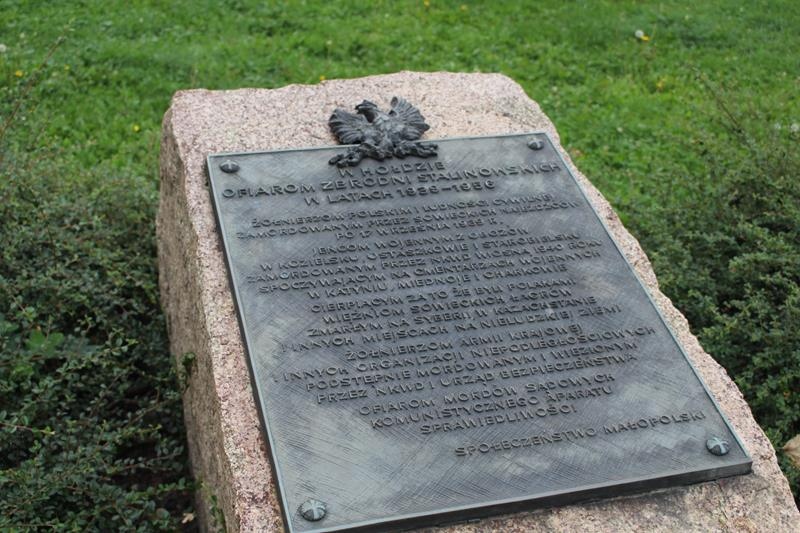 W HOŁDZIE
OFIAROM ZBRODNI STALINOWSKICH
W LATACH 1939-1956
ŻOŁNIERZOM POLSKIM I LUDNOŚCI CYWILNEJ
ZAMORDOWANYM PRZEZ SOWIECKICH NAJEŹDŹCÓW
PO 17 WRZEŚNIA 1939 R.
JEŃCOM WOJENNYM Z OBOZÓW
W KOZIELSKU, OSTASZKOWIE I STAROBIELSKU
ZAMORDOWANYM PRZEZ NKWD WIOSNĄ 1940 ROKU
SPOCZYWAJĄCYM NA CMENTARZACH WOJENNYCH
W KATYNIU, MIEDNOJE I CHARKOWIE
CIERPIĄCYM ZA TO ŻE BYLI POLAKAMI
WIĘŹNIOM SOWIECKICH ŁAGRÓW
ZMARŁYM NA SYBERII, W KAZACHSTANIE
I INNYCH MIEJSCACH NA NIELUDZKIEJ ZIEMI
ŻOŁNIERZOM ARMII KRAJOWEJ
I INNYCH ORGANIZACJI NIEPODLEGŁOŚCIOWYCH
PODSTĘPNIE MORDOWANYM I WIĘZIONYM
PRZEZ NKWD I URZĄD BEZPIECZEŃSTWA
OFIAROM MORDÓW SĄDOWYCH
KOMUNISTYCZNEGO APARATU
SPRAWIEDLIWOŚCI
SPOŁECZEŃSTWO MAŁOPOLSKI